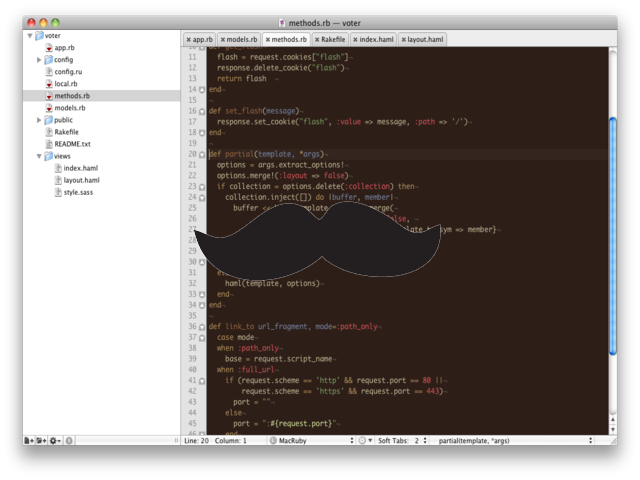 methods.rb — voter
voter
app.rb
config
config.ru
local.rb
methods.rb
models.rb
public
Rakefile
README.txt
views
index.haml
layout.haml
style.sass
app.rb models.rb methods.rb Rakefile index.haml layout.haml
10 def get_flash
11 flash = request.cookies["flash"]¬
12 response.delete_cookie("flash")¬
13 return flash ¬
14 end¬
15 ¬
16 def set_flash(message)¬
17 response.set_cookie("flash", :value => message, :path => '/')¬
18 end¬
19 ¬
20 def partial(template, *args)¬
21 options = args.extract_options!¬
22 options.merge!(:layout => false)¬
23 if collection = options.delete(:collection) then¬
24 collection.inject([]) do |buffer, member|¬
25 buffer merge(¬
26 ¬
27 sym => member}
28
29
30
31
32 haml(template, options)¬
33 end¬
34 end¬
35 ¬
36 def link_to url_fragment, mode=:path_only¬
37 case mode¬
38 when :path_only¬
39 base = request.script_name¬
40 when :full_url¬
41 if (request.scheme == 'http' && request.port == 80 ||¬
42 request.scheme == 'https' && request.port == 443)¬
43 port = ""¬
44 else¬
45 port = ":#{request.port}"¬
46 end
Line: 20 Column: 1 MacRuby Soft Tabs: 2 partial(template, *args)